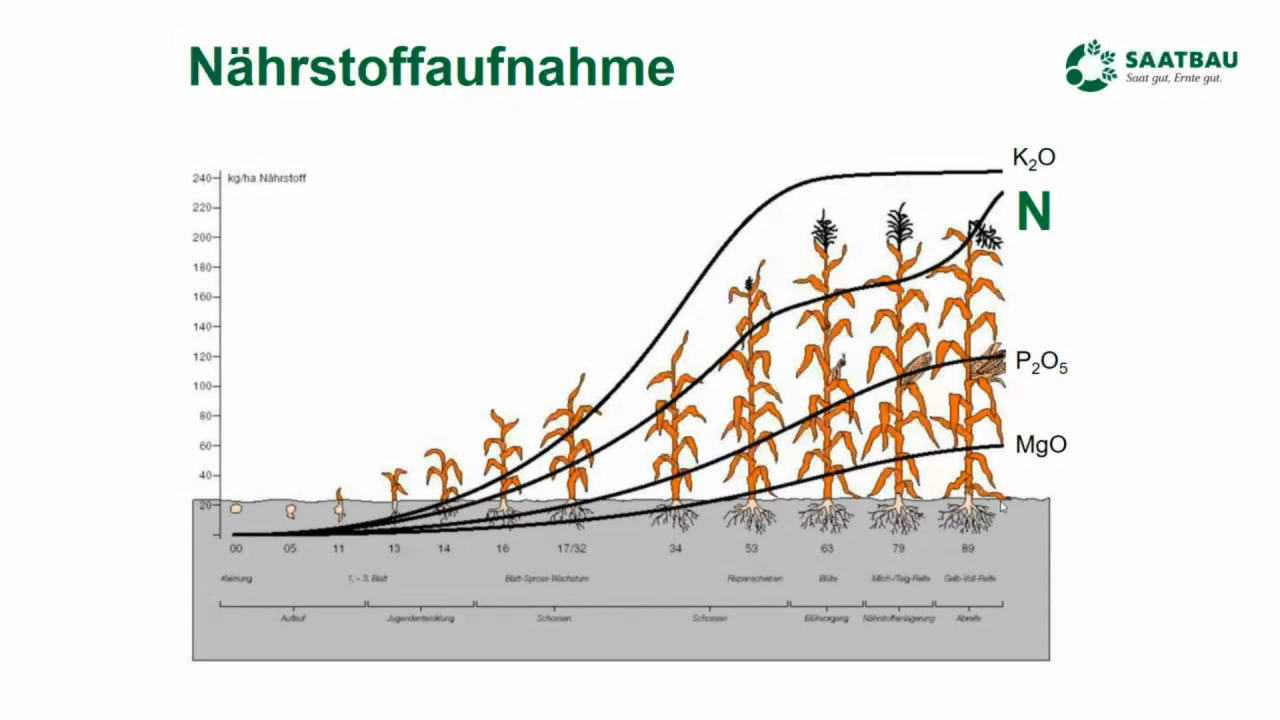 Nährstoffaufnahme
SAATBAU
Saat gut, Ernte gut.
kg/ha Nährstoff
240
220
200
180
160
140
120
100
80
60
40
20
K₂O
N
P₂O₅
MgO
00 05 11 13 14 16 17/32 34 53 63 79 89
Keimung 1. – 3. Blatt Blatt-Spross-Wachstum Rispenschieben Blüte Milch-/Teig-Reife Gelb-Voll-Reife
Auflauf Jugendentwicklung Schossen Schossen Blühvorgang Nährstoffeinlagerung Abreife